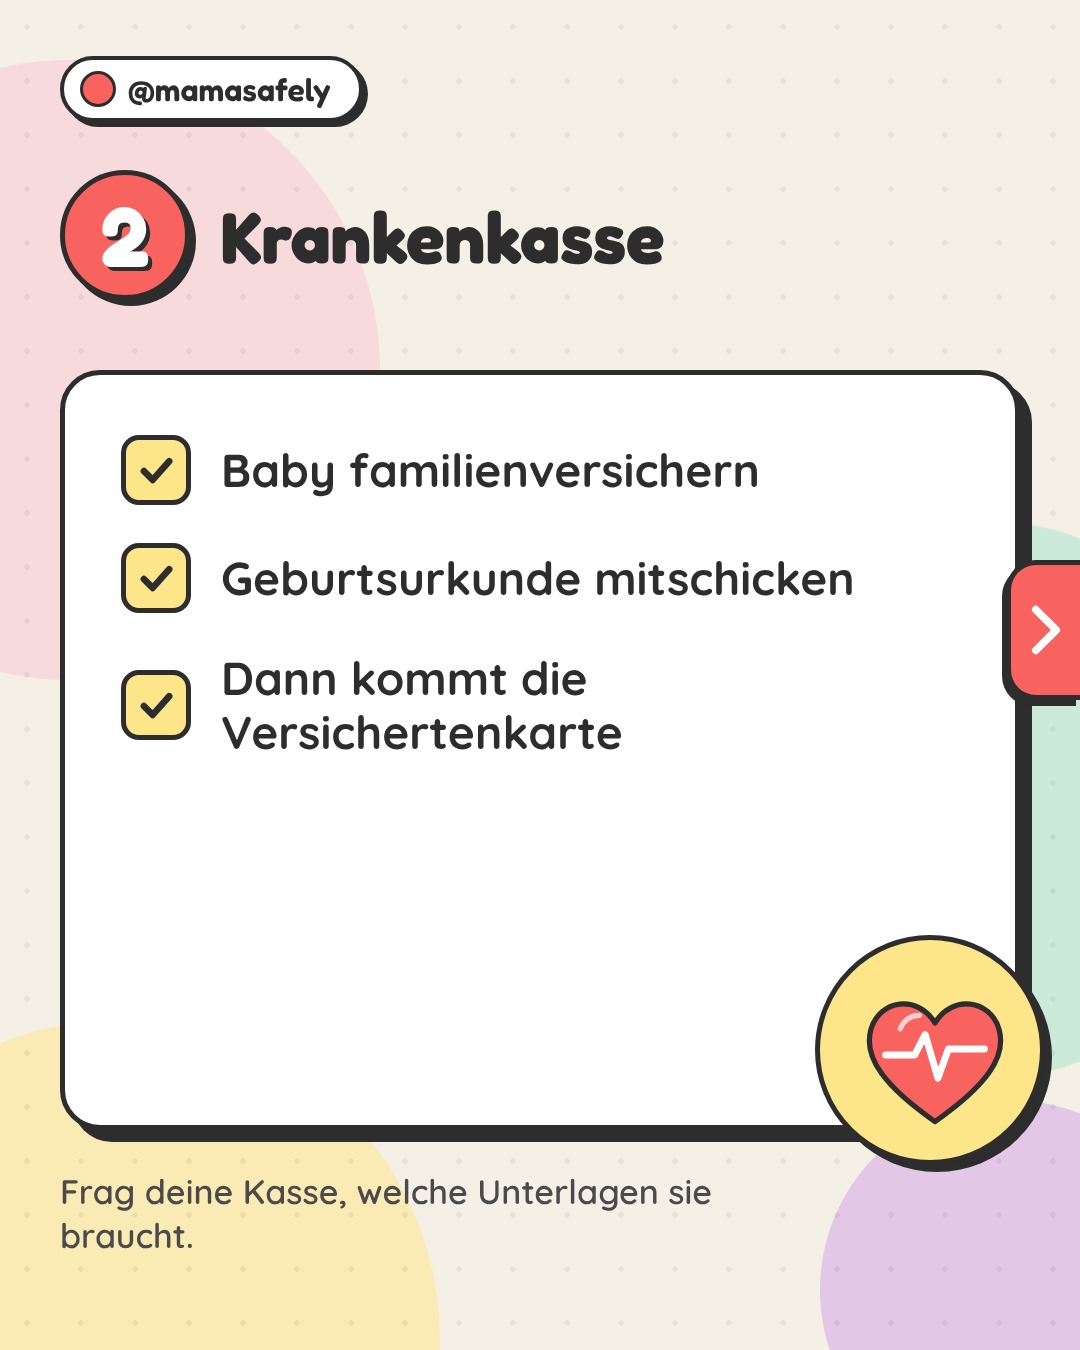 @mamasafely
2 Krankenkasse
Baby familienversichern
Geburtsurkunde mitschicken
Dann kommt die
Versichertenkarte
Frag deine Kasse, welche Unterlagen sie
braucht.